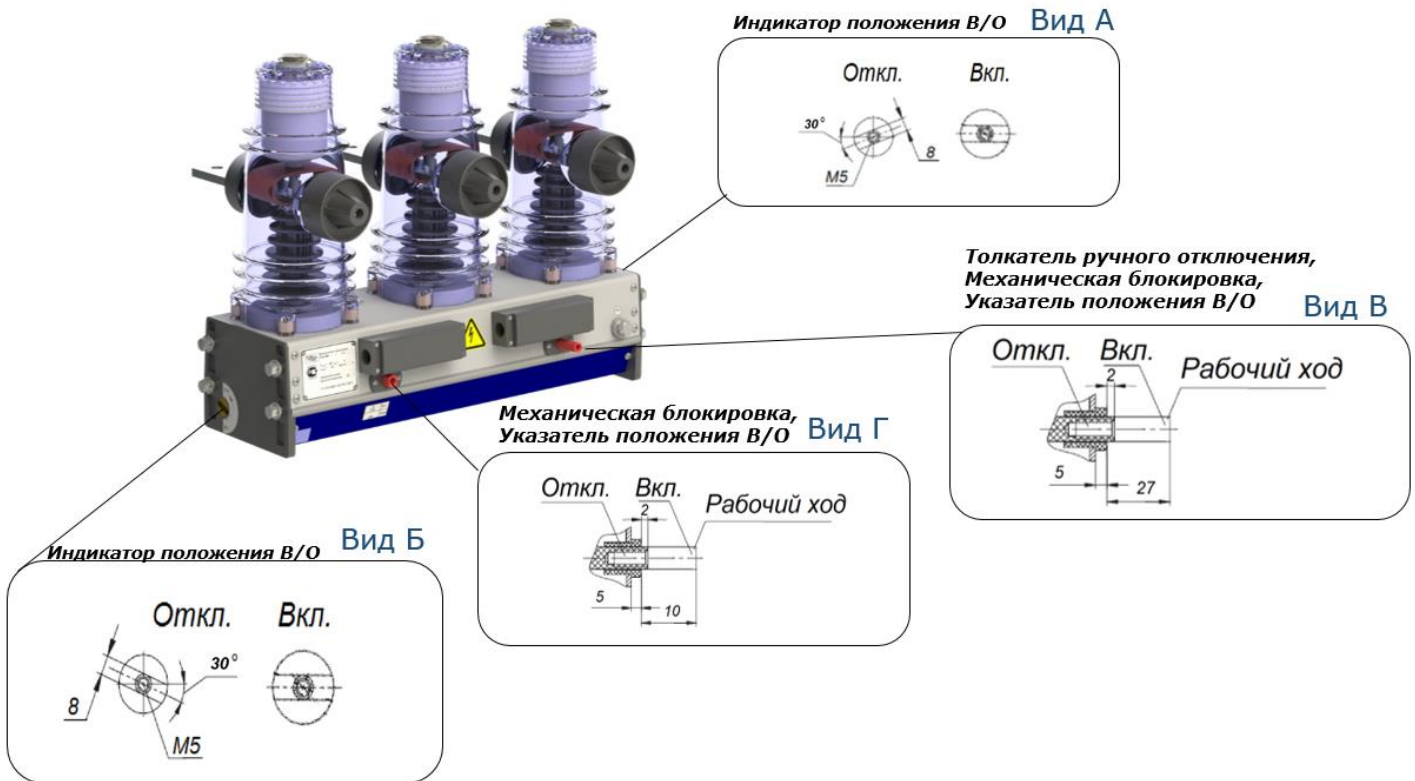 Индикатор положения В/О Вид А
Откл. Вкл.
30°
8
М5
Толкатель ручного отключения,
Механическая блокировка,
Указатель положения В/О Вид В
Откл. Вкл. Рабочий ход
2
5
27
Механическая блокировка,
Указатель положения В/О Вид Г
Откл. Вкл. Рабочий ход
2
5
10
Индикатор положения В/О Вид Б
Откл. Вкл.
30°
8
М5